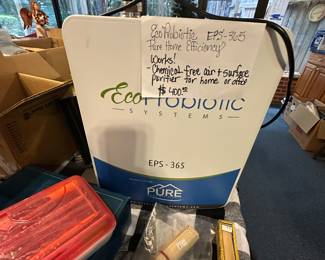 EcoProbiotic EPS-365
Pure Home Efficiency
Works!
Chemical free air + surface
purifier for home or office
$400.00
EcoProbiotic
SYSTEMS
EPS - 365
PURE